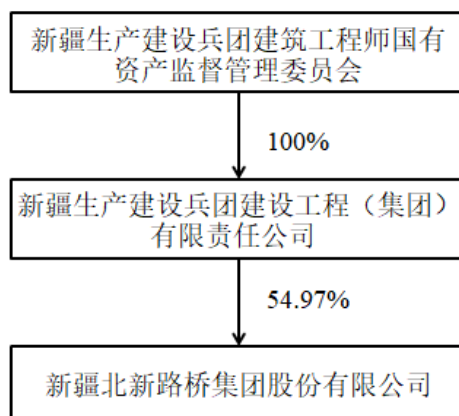 新疆生产建设兵团建筑工程师国有
资产监督管理委员会
100%
新疆生产建设兵团建设工程（集团）
有限责任公司
54.97%
新疆北新路桥集团股份有限公司